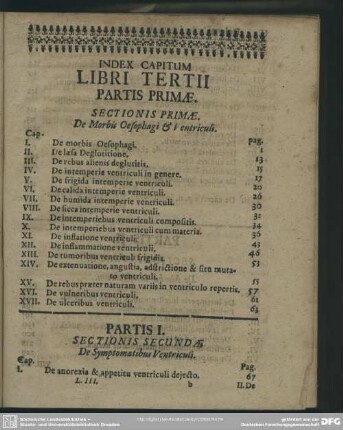 INDEX CAPITUM
LIBRI TERTII
PARTIS PRIMÆ.
SECTIONIS PRIMÆ.
De Morbis Oesophagi & ventriculi.
Cap. pag.
I. De morbis Oesophagi. 1
II. De læsa Deglutitione. 13
III. De rebus alienis deglutitis. 15
IV. De intemperie ventriculi in genere. 17
V. De frigida intemperie ventriculi. 20
VI. De calida intemperie ventriculi. 26
VII. De humida intemperie ventriculi. 30
VIII. De sicca intemperie ventriculi. 32
IX. De intemperiebus ventriculi compositis. 34
X. De intemperiebus ventriculi cum materia. 36
XI. De inflatione ventriculi. 43
XII. De inflammatione ventriculi. 46
XIII. De tumoribus ventriculi frigidis. 51
XIV. De extenuatione, angustia, adstrictione & situ muta-
to ventriculi. 55
XV. De rebus præter naturam variis in ventriculo repertis. 57
XVI. De vulneribus ventriculi. 61
XVII. De ulceribus ventriculi. 63
PARTIS I.
SECTIONIS SECUNDÆ
De Symptomatibus Ventriculi.
Cap. Pag.
I. De anorexia & appetitu ventriculi dejecto. 67
L. III. b II. De